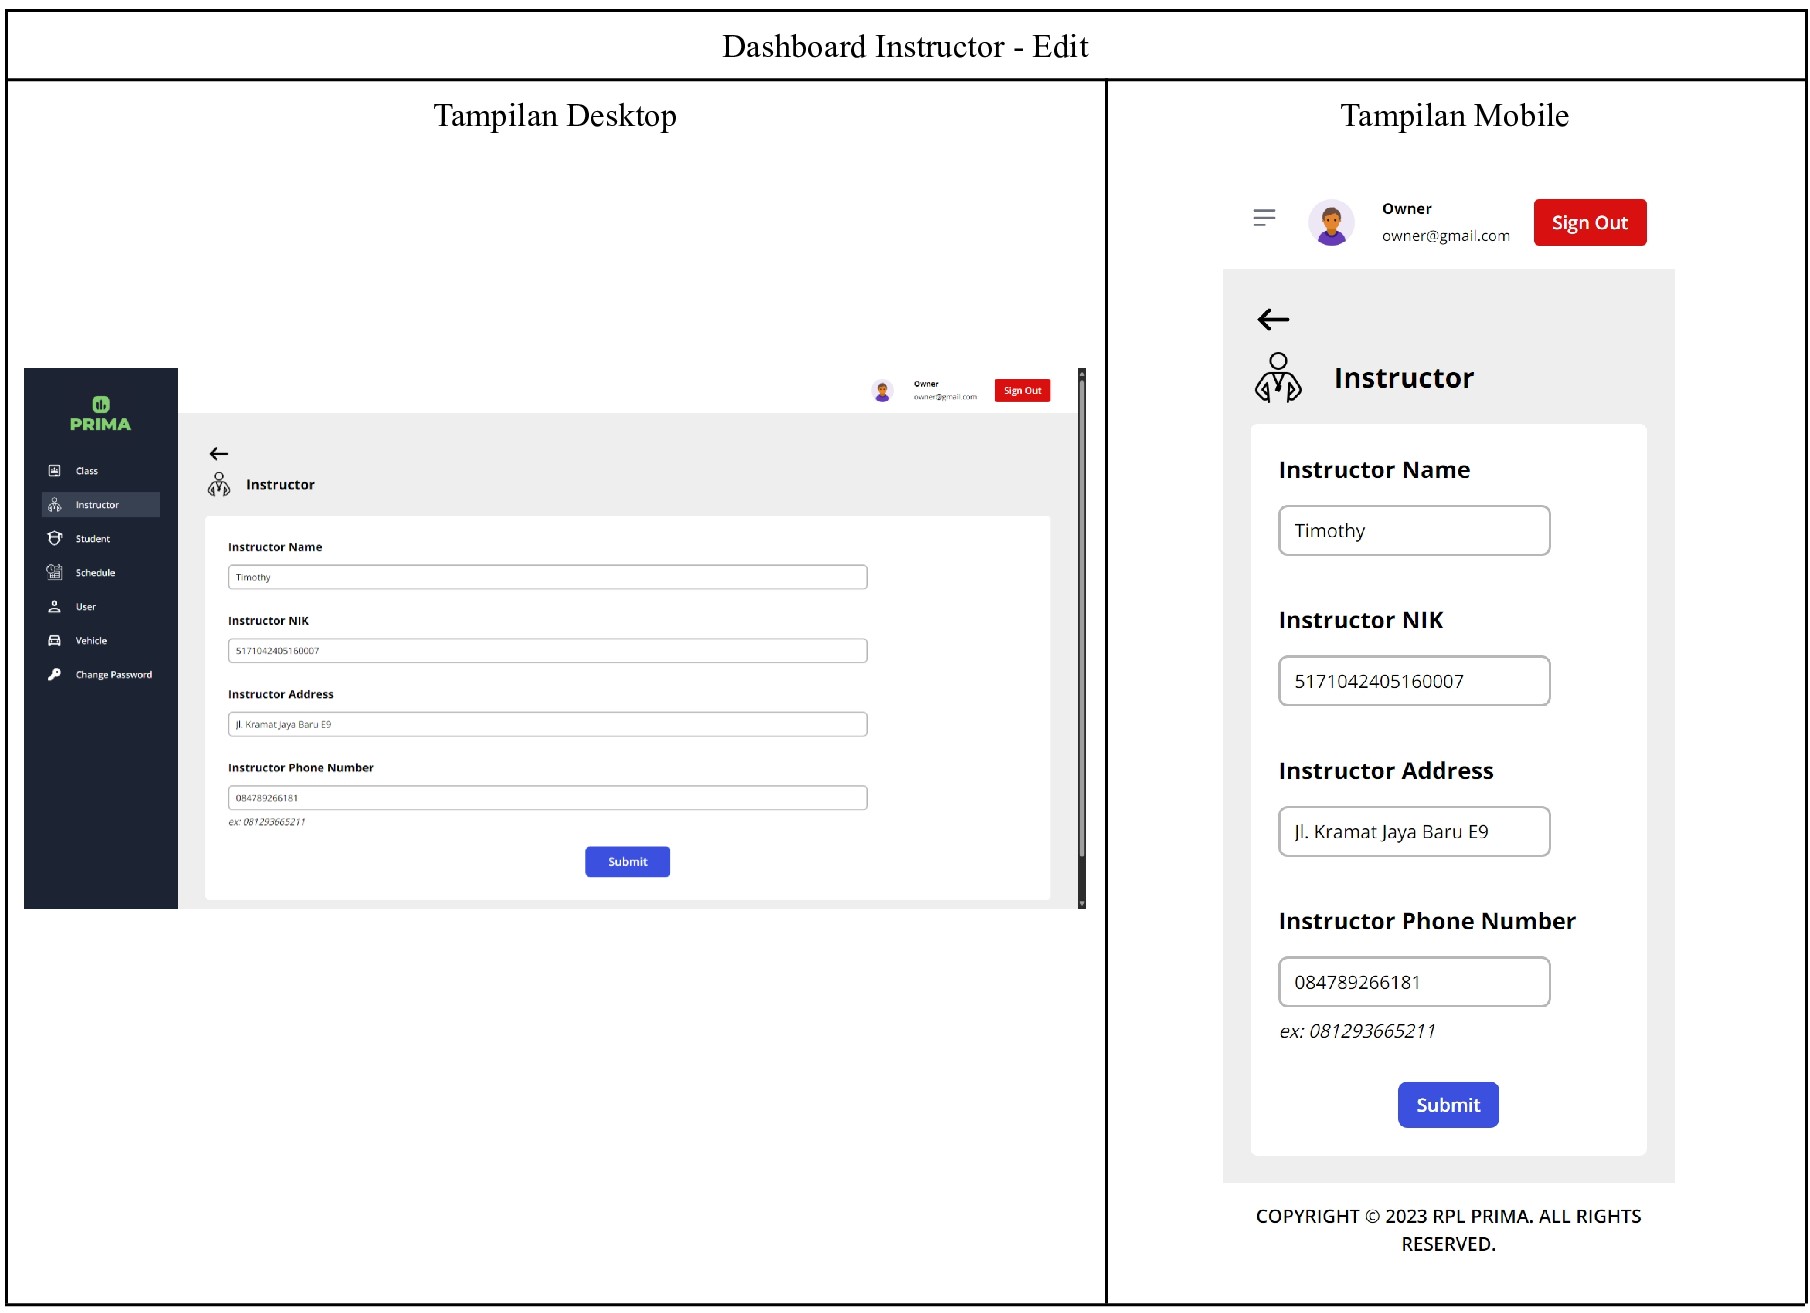 Dashboard Instructor - Edit
Tampilan Desktop
PRIMA
Class
Instructor
Student
Schedule
User
Vehicle
Change Password
Owner
owner@gmail.com
Sign Out
Instructor
Instructor Name
Timothy
Instructor NIK
5171042405160007
Instructor Address
Jl. Kramat Jaya Baru E9
Instructor Phone Number
084789266181
ex: 081293665211
Submit
Tampilan Mobile
Owner
owner@gmail.com
Sign Out
Instructor
Instructor Name
Timothy
Instructor NIK
5171042405160007
Instructor Address
Jl. Kramat Jaya Baru E9
Instructor Phone Number
084789266181
ex: 081293665211
Submit
COPYRIGHT © 2023 RPL PRIMA. ALL RIGHTS
RESERVED.